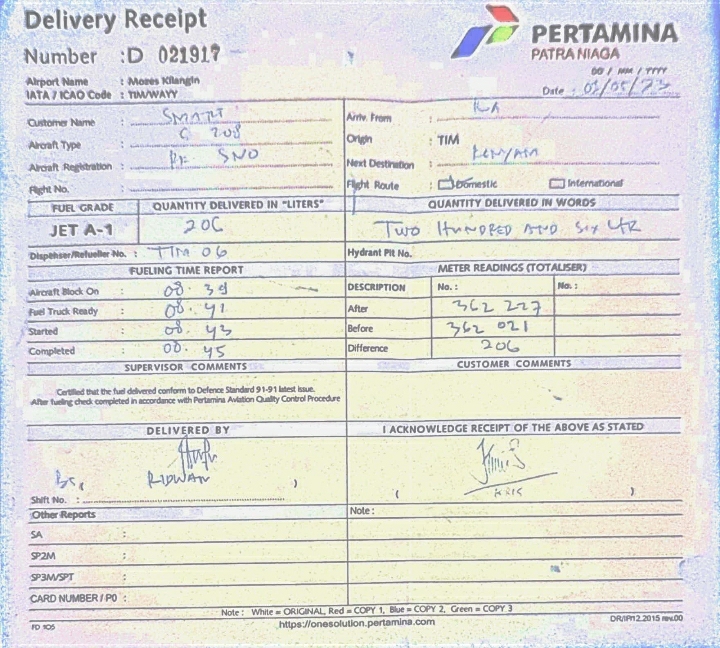 Delivery Receipt
PERTAMINA
PATRA NIAGA
Number :D 021917
DD / MM / YYYY
Airport Name : Mozes Kilangin
IATA / ICAO Code : TIM/WAYY
Date : 01/05/23
Customer Name : SMART
Arriv. From
Aircraft Type : C 208
Origin : TIM
Aircraft Registration : PK SNO
Next Destination : KENYAM
Flight No. :
Flight Route : Domestic International
FUEL GRADE QUANTITY DELIVERED IN "LITERS" QUANTITY DELIVERED IN WORDS
JET A-1 206 TWO HUNDRED AND SIX LTR
Dispenser/Refueller No. : TIM 06
Hydrant Pit No.
FUELING TIME REPORT METER READINGS (TOTALISER)
Aircraft Block On : 08. 39
DESCRIPTION No. : No. :
Fuel Truck Ready : 08. 41
After 362 227
Started : 08. 43
Before 362 021
Completed : 08. 45
Difference 206
SUPERVISOR COMMENTS CUSTOMER COMMENTS
Certified that the fuel delivered conform to Defence Standard 91-91 latest issue.
After fueling check completed in accordance with Pertamina Aviation Quality Control Procedure
DELIVERED BY I ACKNOWLEDGE RECEIPT OF THE ABOVE AS STATED
RIDWAN )
( )
Shift No. :
Other Reports Note :
SA :
SP2M :
SP3M/SPT :
CARD NUMBER / PO :
Note : White = ORIGINAL, Red = COPY 1, Blue = COPY 2, Green = COPY 3
FD 105 https://onesolution.pertamina.com DR/IP/12.2015 rev.00